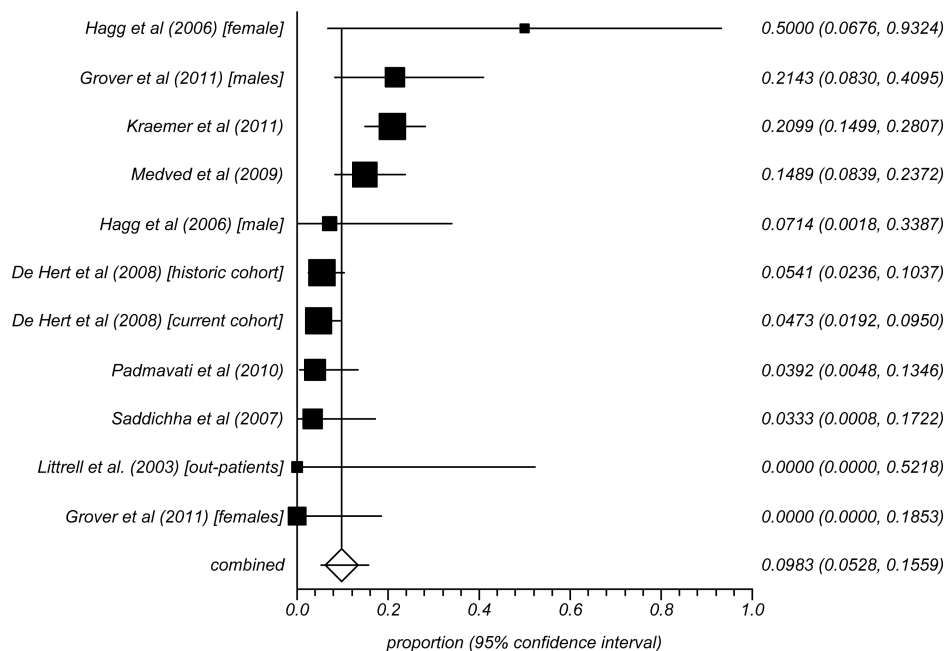 Hagg et al (2006) [female] 0.5000 (0.0676, 0.9324)
Grover et al (2011) [males] 0.2143 (0.0830, 0.4095)
Kraemer et al (2011) 0.2099 (0.1499, 0.2807)
Medved et al (2009) 0.1489 (0.0839, 0.2372)
Hagg et al (2006) [male] 0.0714 (0.0018, 0.3387)
De Hert et al (2008) [historic cohort] 0.0541 (0.0236, 0.1037)
De Hert et al (2008) [current cohort] 0.0473 (0.0192, 0.0950)
Padmavati et al (2010) 0.0392 (0.0048, 0.1346)
Saddichha et al (2007) 0.0333 (0.0008, 0.1722)
Littrell et al. (2003) [out-patients] 0.0000 (0.0000, 0.5218)
Grover et al (2011) [females] 0.0000 (0.0000, 0.1853)
combined 0.0983 (0.0528, 0.1559)
0.0 0.2 0.4 0.6 0.8 1.0
proportion (95% confidence interval)